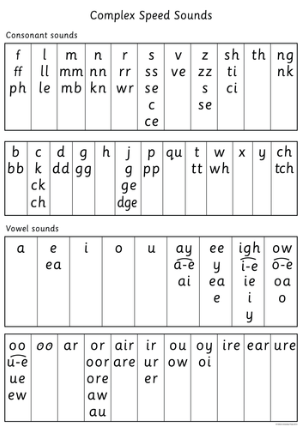 Complex Speed Sounds
Consonant sounds
f l m n r s v z sh th ng
ff ll mm nn rr ss ve zz ti nk
ph le mb kn wr se s ci
c se
ce
b c d g h j p qu t w x y ch
bb k dd gg g pp tt wh tch
ck ge
ch dge
Vowel sounds
a e i o u ay ee igh ow
ea a-e y i-e o-e
ai ea ie oa
e i o
y
oo oo ar or air ir ou oy ire ear ure
u-e oor are ur ow oi
ue ore er
ew aw
au